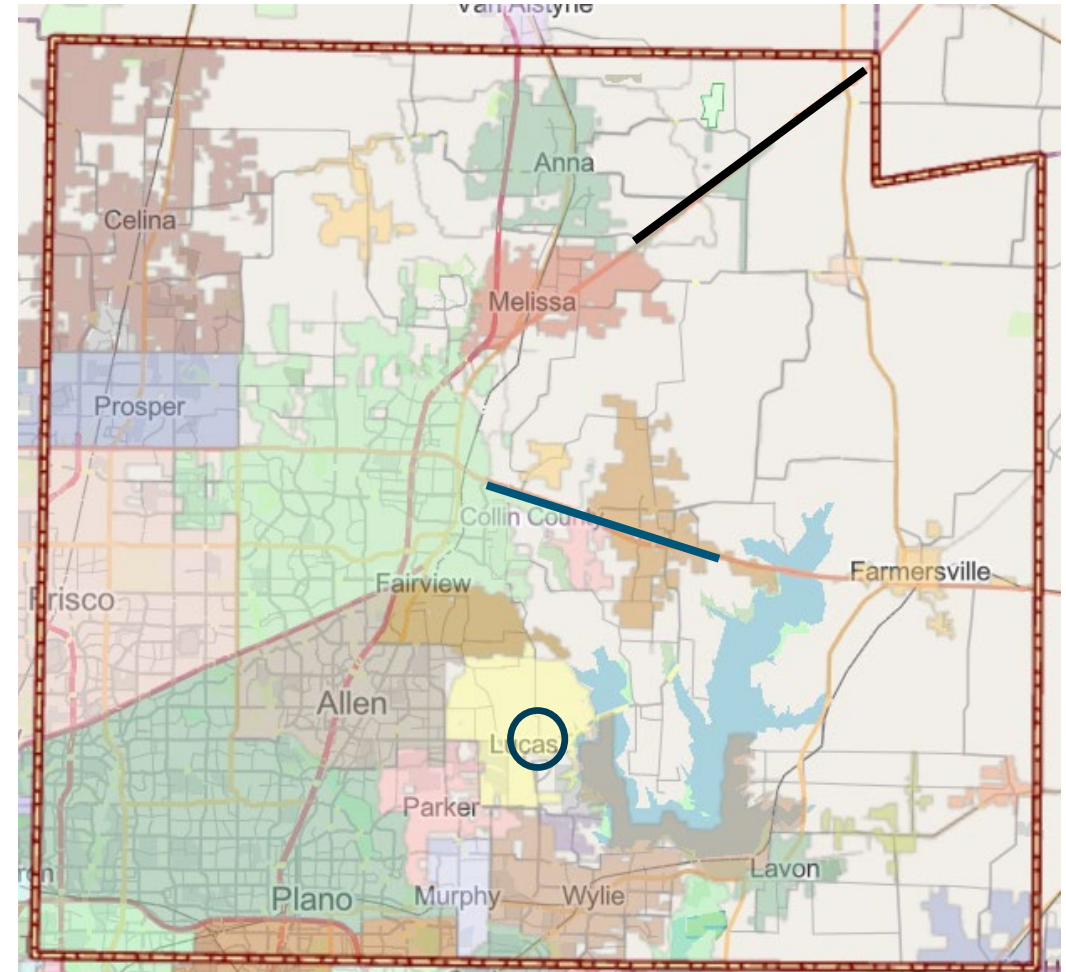 Van Alstyne
Anna
Celina
Melissa
Prosper
Collin County
Farmersville
Fairview
Frisco
Allen
Lucas
Parker
Lavon
Plano
Murphy
Wylie